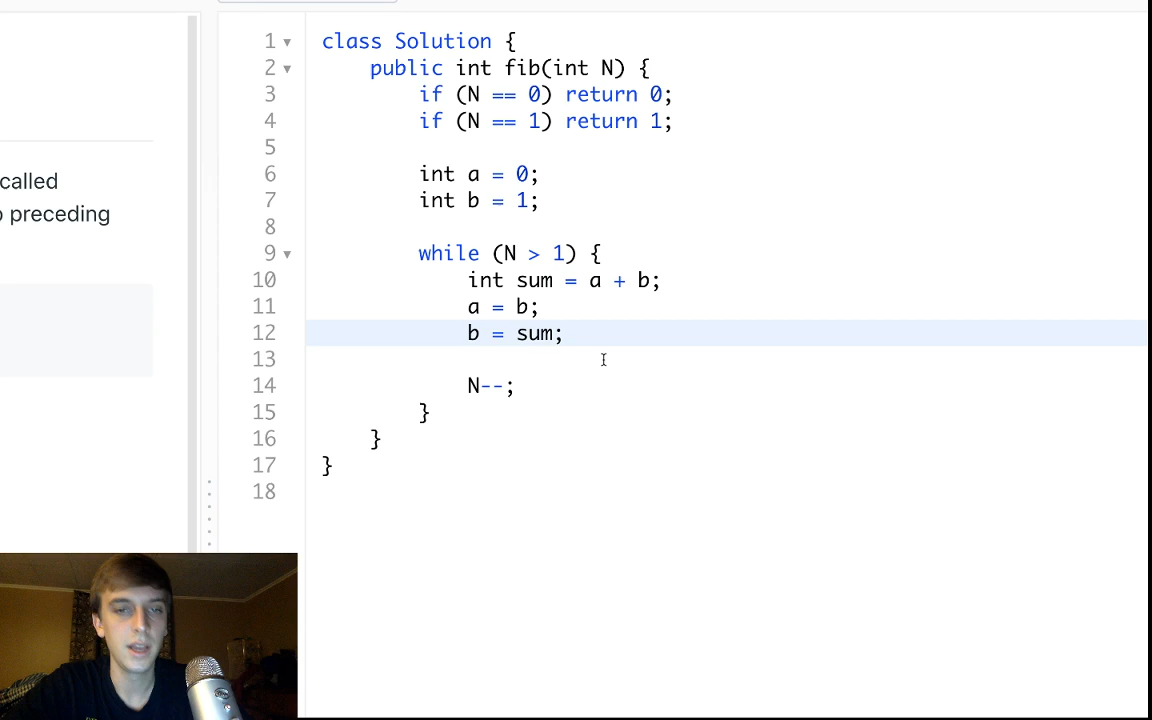 called
preceding
1
class Solution {
2
public int fib(int N) {
3
if (N == 0) return 0;
4
if (N == 1) return 1;
5
6
int a = 0;
7
int b = 1;
8
9
while (N > 1) {
10
int sum = a + b;
11
a = b;
12
b = sum;
13
14
N--;
15
}
16
}
17
}
18